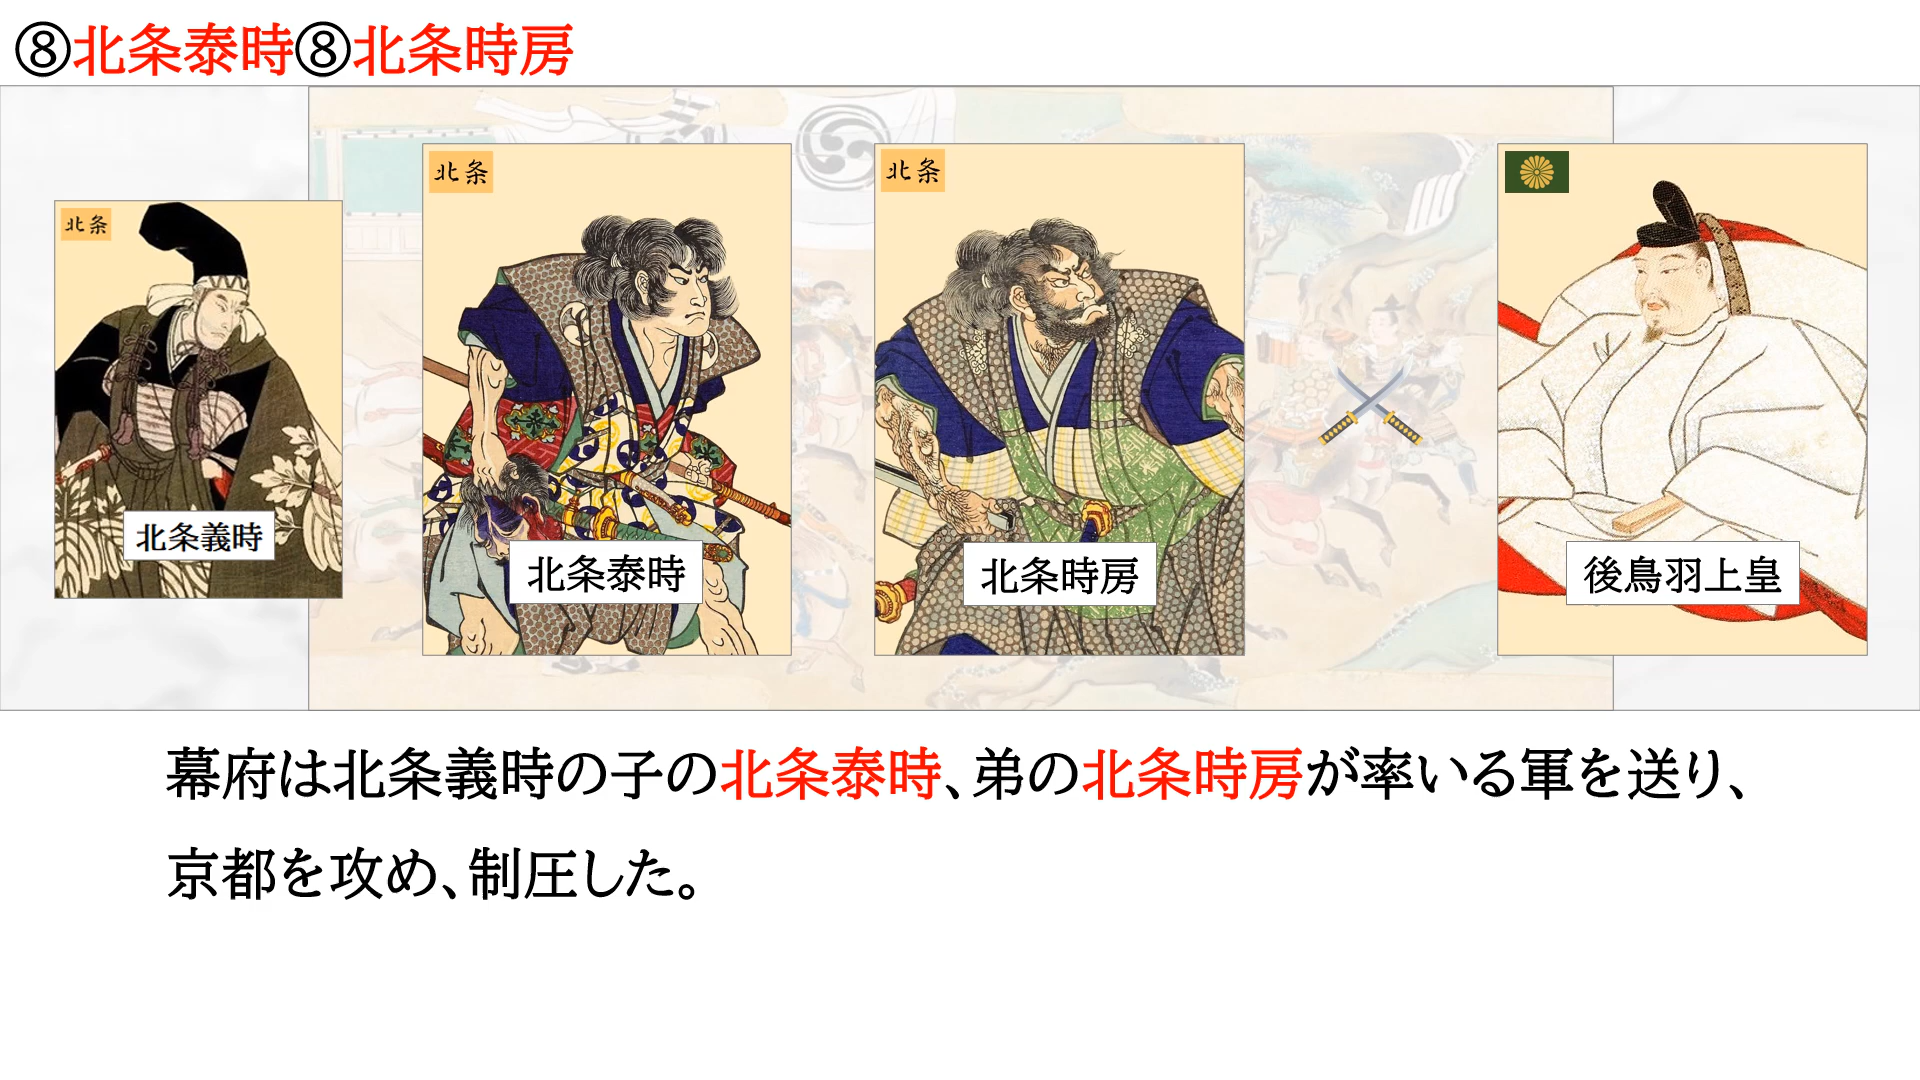 ⑧北条泰時⑧北条時房
北条
北条
北条
北条義時
北条泰時
北条時房
後鳥羽上皇
幕府は北条義時の子の北条泰時、弟の北条時房が率いる軍を送り、
京都を攻め、制圧した。